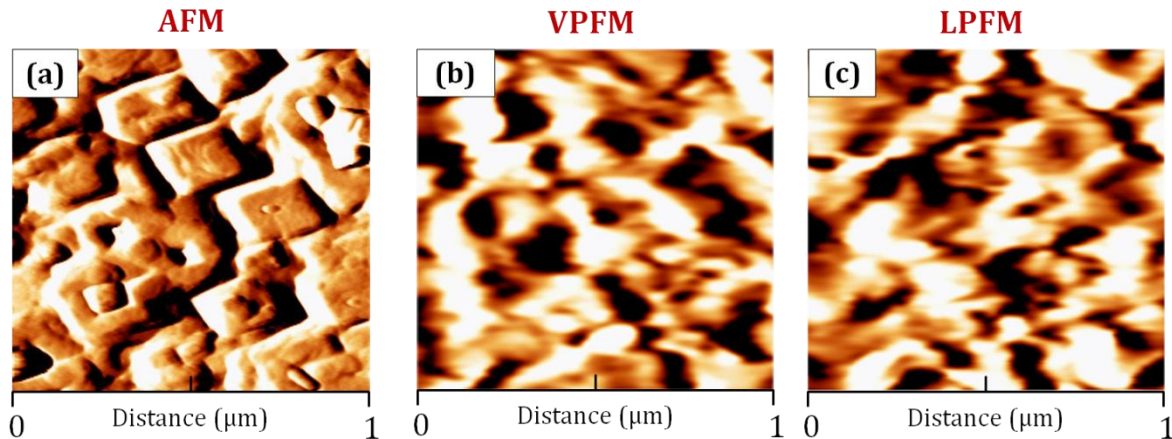 AFM VPFM LPFM
(a) (b) (c)
0 Distance (µm) 1 0 Distance (µm) 1 0 Distance (µm) 1